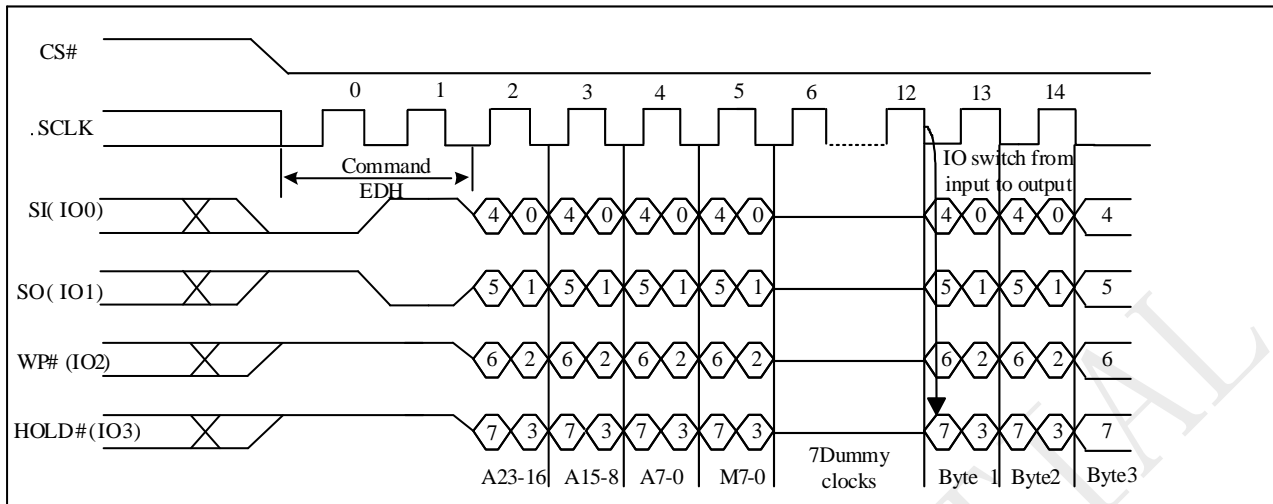 CS#
0 1 2 3 4 5 6 12 13 14
.SCLK
Command
EDH
IO switch from
input to output
SI( IO0)
4 0 4 0 4 0 4 0 4 0 4 0 4
SO( IO1)
5 1 5 1 5 1 5 1 5 1 5 1 5
WP# (IO2)
6 2 6 2 6 2 6 2 6 2 6 2 6
HOLD# (IO3)
7 3 7 3 7 3 7 3 7 3 7 3 7
A23-16 A15-8 A7-0 M7-0
7Dummy
clocks
Byte 1 Byte2 Byte3